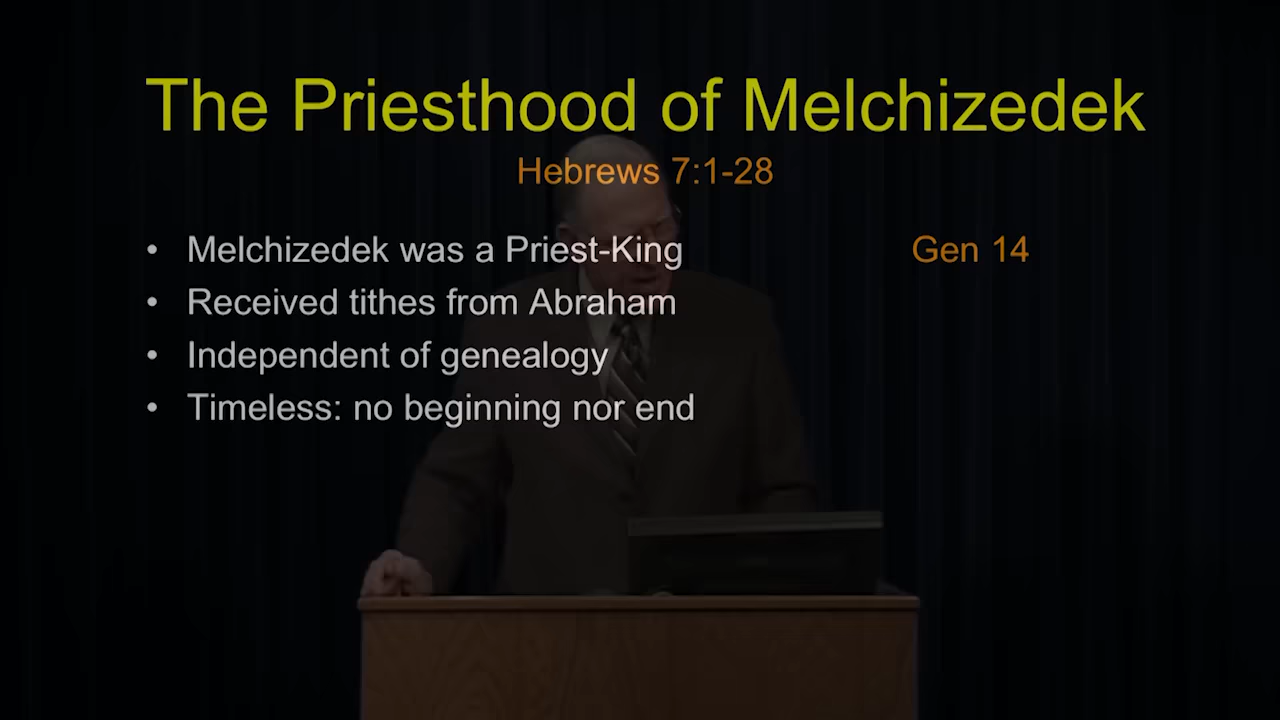 The Priesthood of Melchizedek
Hebrews 7:1-28
• Melchizedek was a Priest-King Gen 14
• Received tithes from Abraham
• Independent of genealogy
• Timeless: no beginning nor end